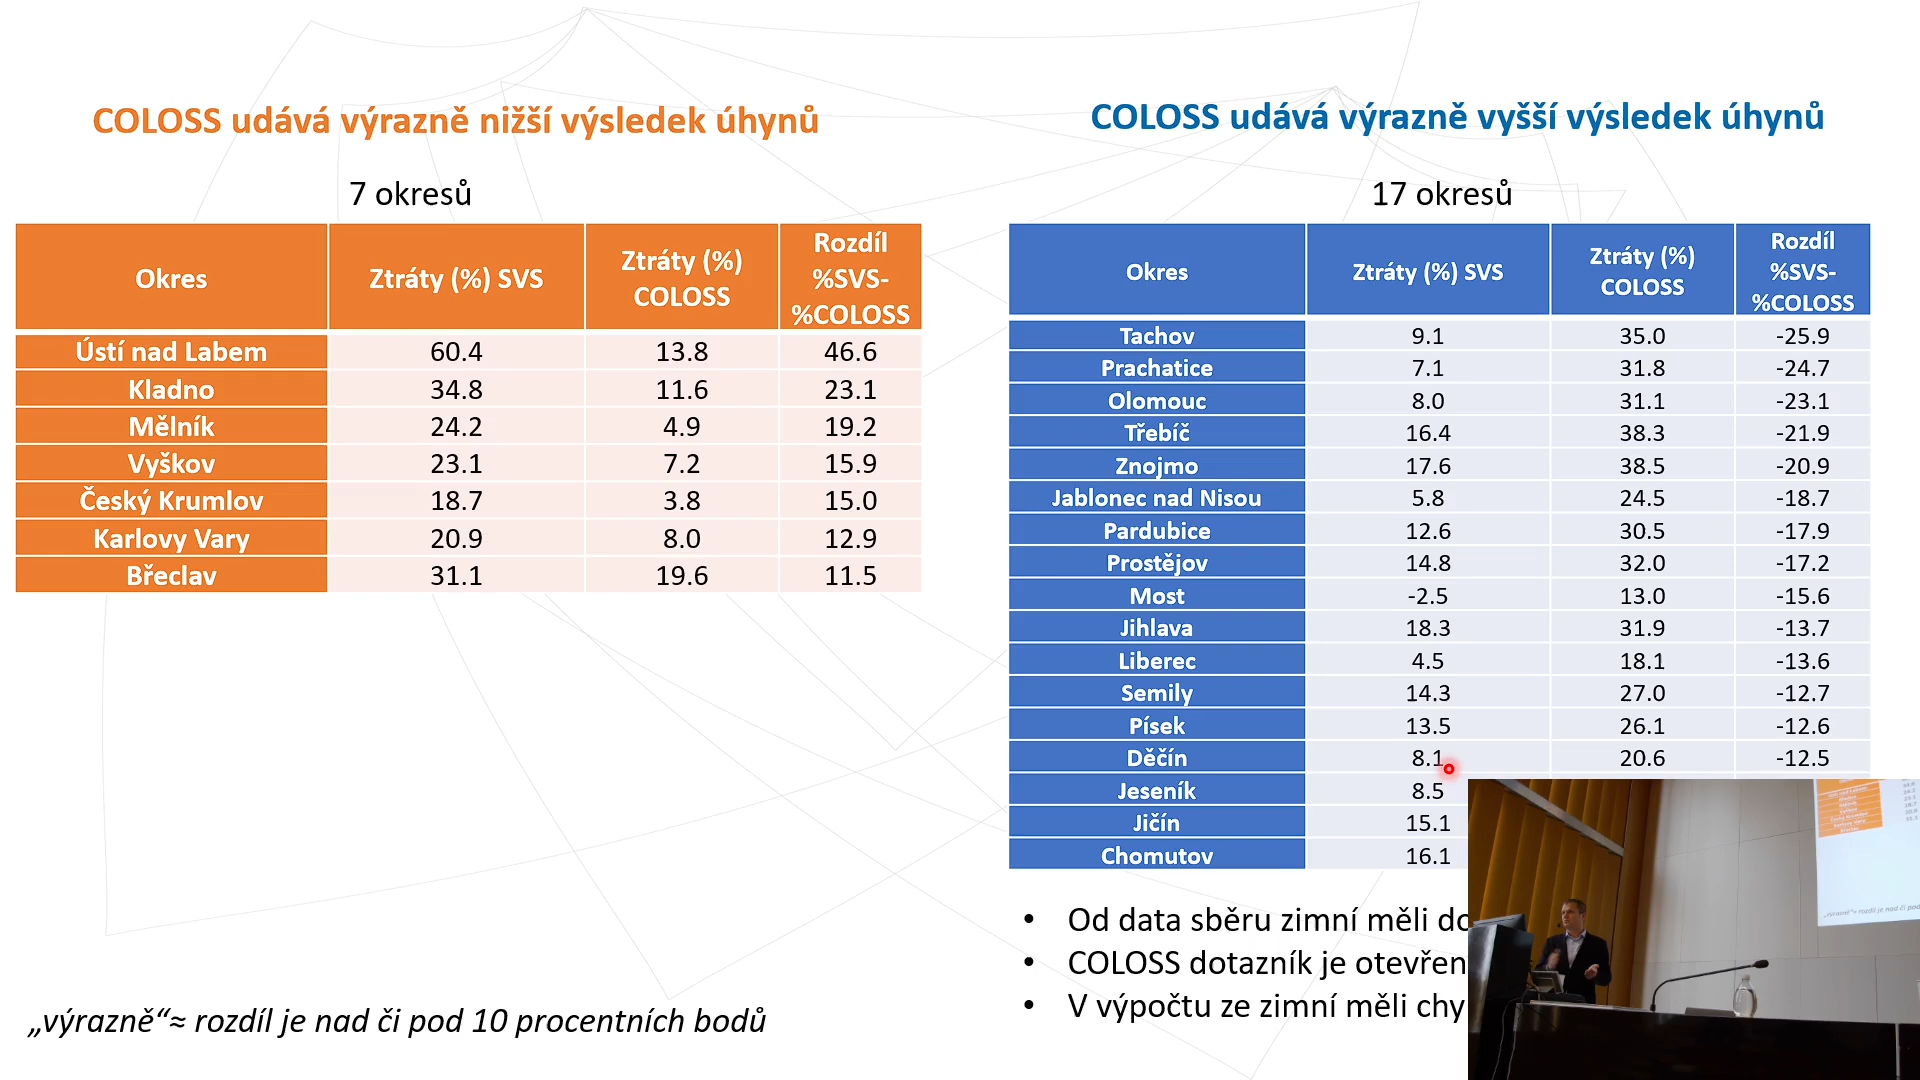 COLOSS udává výrazně nižší výsledek úhynů
7 okresů
Okres Ztráty (%) SVS Ztráty (%) COLOSS Rozdíl %SVS-%COLOSS
Ústí nad Labem 60.4 13.8 46.6
Kladno 34.8 11.6 23.1
Mělník 24.2 4.9 19.2
Vyškov 23.1 7.2 15.9
Český Krumlov 18.7 3.8 15.0
Karlovy Vary 20.9 8.0 12.9
Břeclav 31.1 19.6 11.5
„výrazně“≈ rozdíl je nad či pod 10 procentních bodů
COLOSS udává výrazně vyšší výsledek úhynů
17 okresů
Okres Ztráty (%) SVS Ztráty (%) COLOSS Rozdíl %SVS-%COLOSS
Tachov 9.1 35.0 -25.9
Prachatice 7.1 31.8 -24.7
Olomouc 8.0 31.1 -23.1
Třebíč 16.4 38.3 -21.9
Znojmo 17.6 38.5 -20.9
Jablonec nad Nisou 5.8 24.5 -18.7
Pardubice 12.6 30.5 -17.9
Prostějov 14.8 32.0 -17.2
Most -2.5 13.0 -15.6
Jihlava 18.3 31.9 -13.7
Liberec 4.5 18.1 -13.6
Semily 14.3 27.0 -12.7
Písek 13.5 26.1 -12.6
Děčín 8.1 20.6 -12.5
Jeseník 8.5
Jičín 15.1
Chomutov 16.1
• Od data sběru zimní měli do
• COLOSS dotazník je otevřen
• V výpočtu ze zimní měli chy